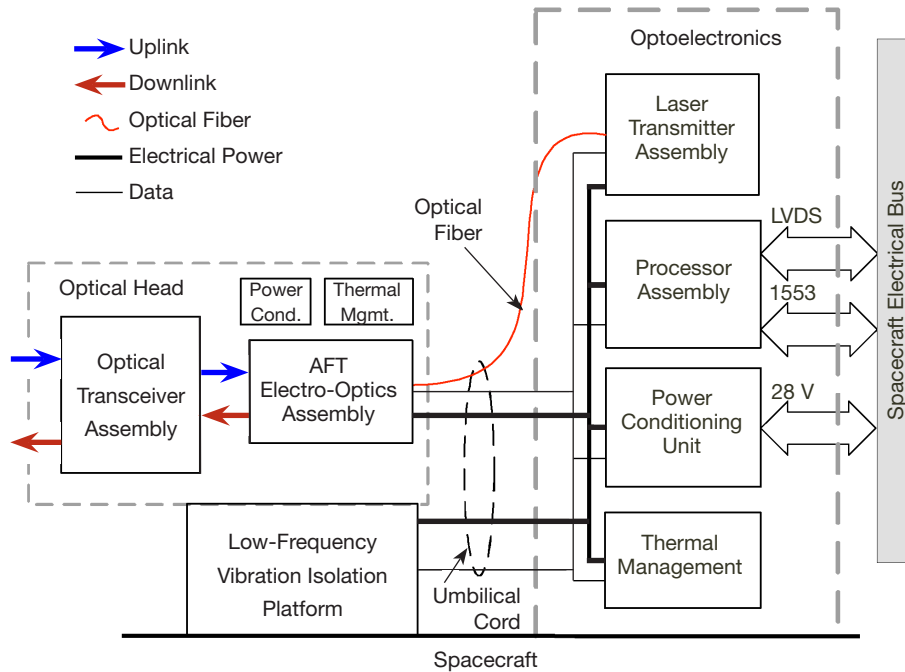 Uplink
Downlink
Optical Fiber
Electrical Power
Data
Optoelectronics
Laser
Transmitter
Assembly
Optical
Fiber
LVDS
Processor
Assembly
1553
Optical Head
Power
Cond.
Thermal
Mgmt.
Optical
Transceiver
Assembly
AFT
Electro-Optics
Assembly
28 V
Power
Conditioning
Unit
Spacecraft Electrical Bus
Low-Frequency
Vibration Isolation
Platform
Thermal
Management
Umbilical
Cord
Spacecraft